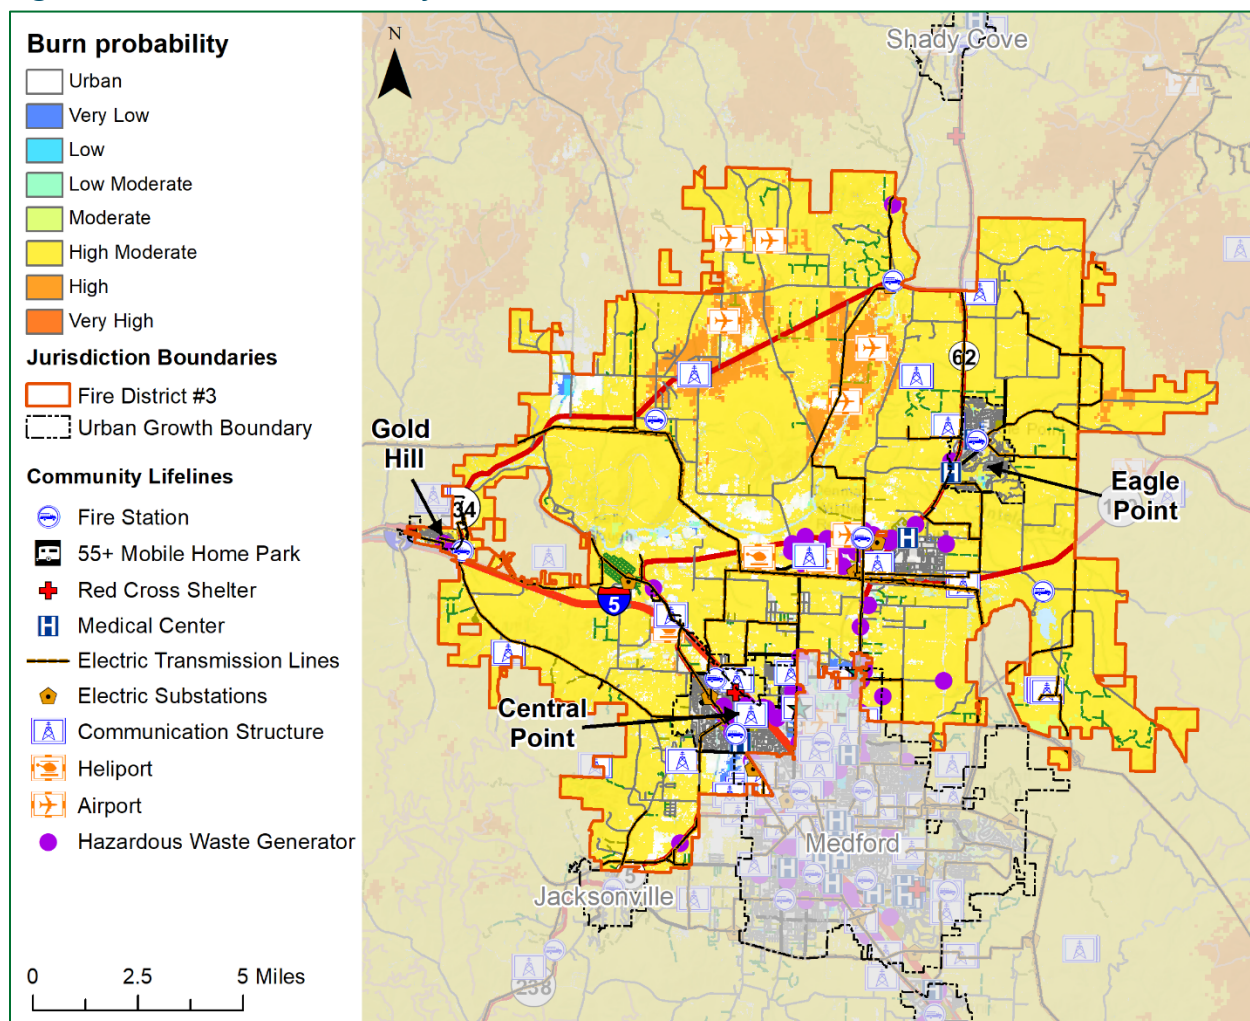 Burn probability
Urban
Very Low
Low
Low Moderate
Moderate
High Moderate
High
Very High
Jurisdiction Boundaries
Fire District #3
Urban Growth Boundary
Community Lifelines
Fire Station
55+ Mobile Home Park
Red Cross Shelter
H Medical Center
Electric Transmission Lines
Electric Substations
Communication Structure
Heliport
Airport
Hazardous Waste Generator
0 2.5 5 Miles
N
Shady Cove
62
Gold
Hill
34
Eagle
Point
5
Central
Point
Medford
Jacksonville
238